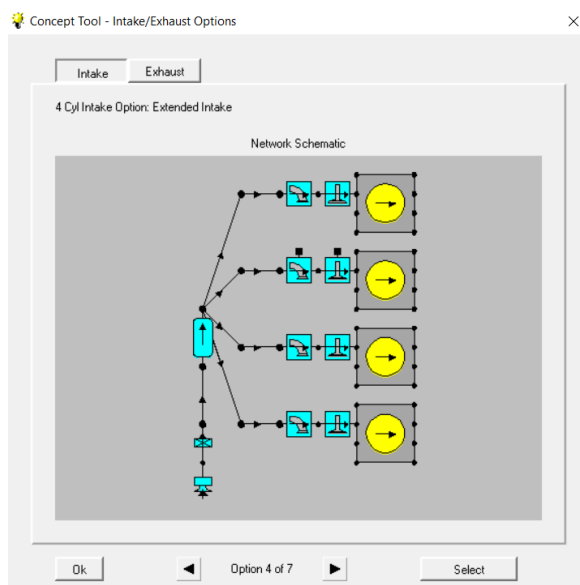 Concept Tool - Intake/Exhaust Options
Intake
Exhaust
4 Cyl Intake Option: Extended Intake
Network Schematic
Ok
Option 4 of 7
Select